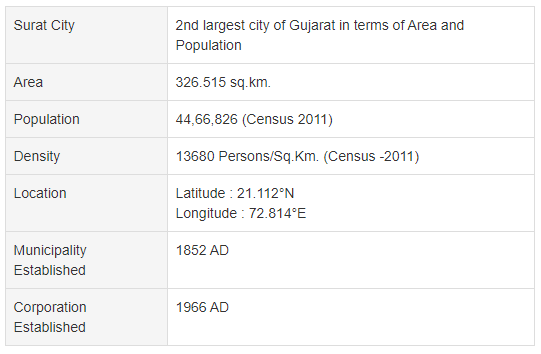 Surat City
2nd largest city of Gujarat in terms of Area and
Population
Area
326.515 sq.km.
Population
44,66,826 (Census 2011)
Density
13680 Persons/Sq.Km. (Census -2011)
Location
Latitude : 21.112°N
Longitude : 72.814°E
Municipality
Established
1852 AD
Corporation
Established
1966 AD